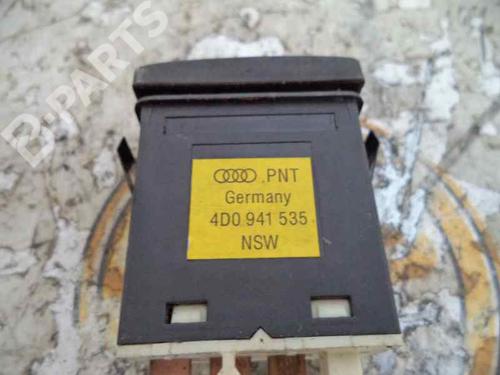 B-PARTS
.PNT
Germany
4D0 941 535
NSW